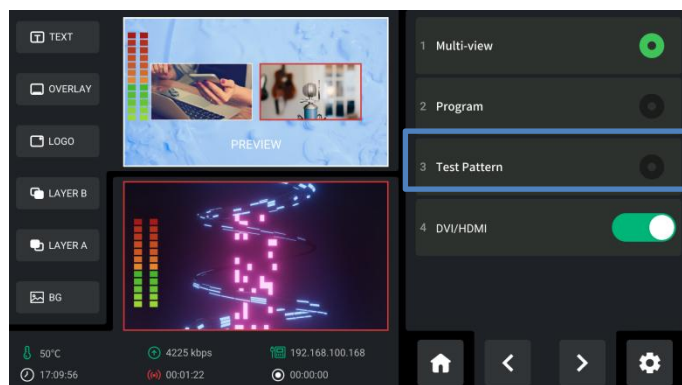 TEXT
OVERLAY
LOGO
LAYER B
LAYER A
BG
PREVIEW
50°C
4225 kbps
192.168.100.168
17:09:56
00:01:22
00:00:00
1 Multi-view
2 Program
3 Test Pattern
4 DVI/HDMI